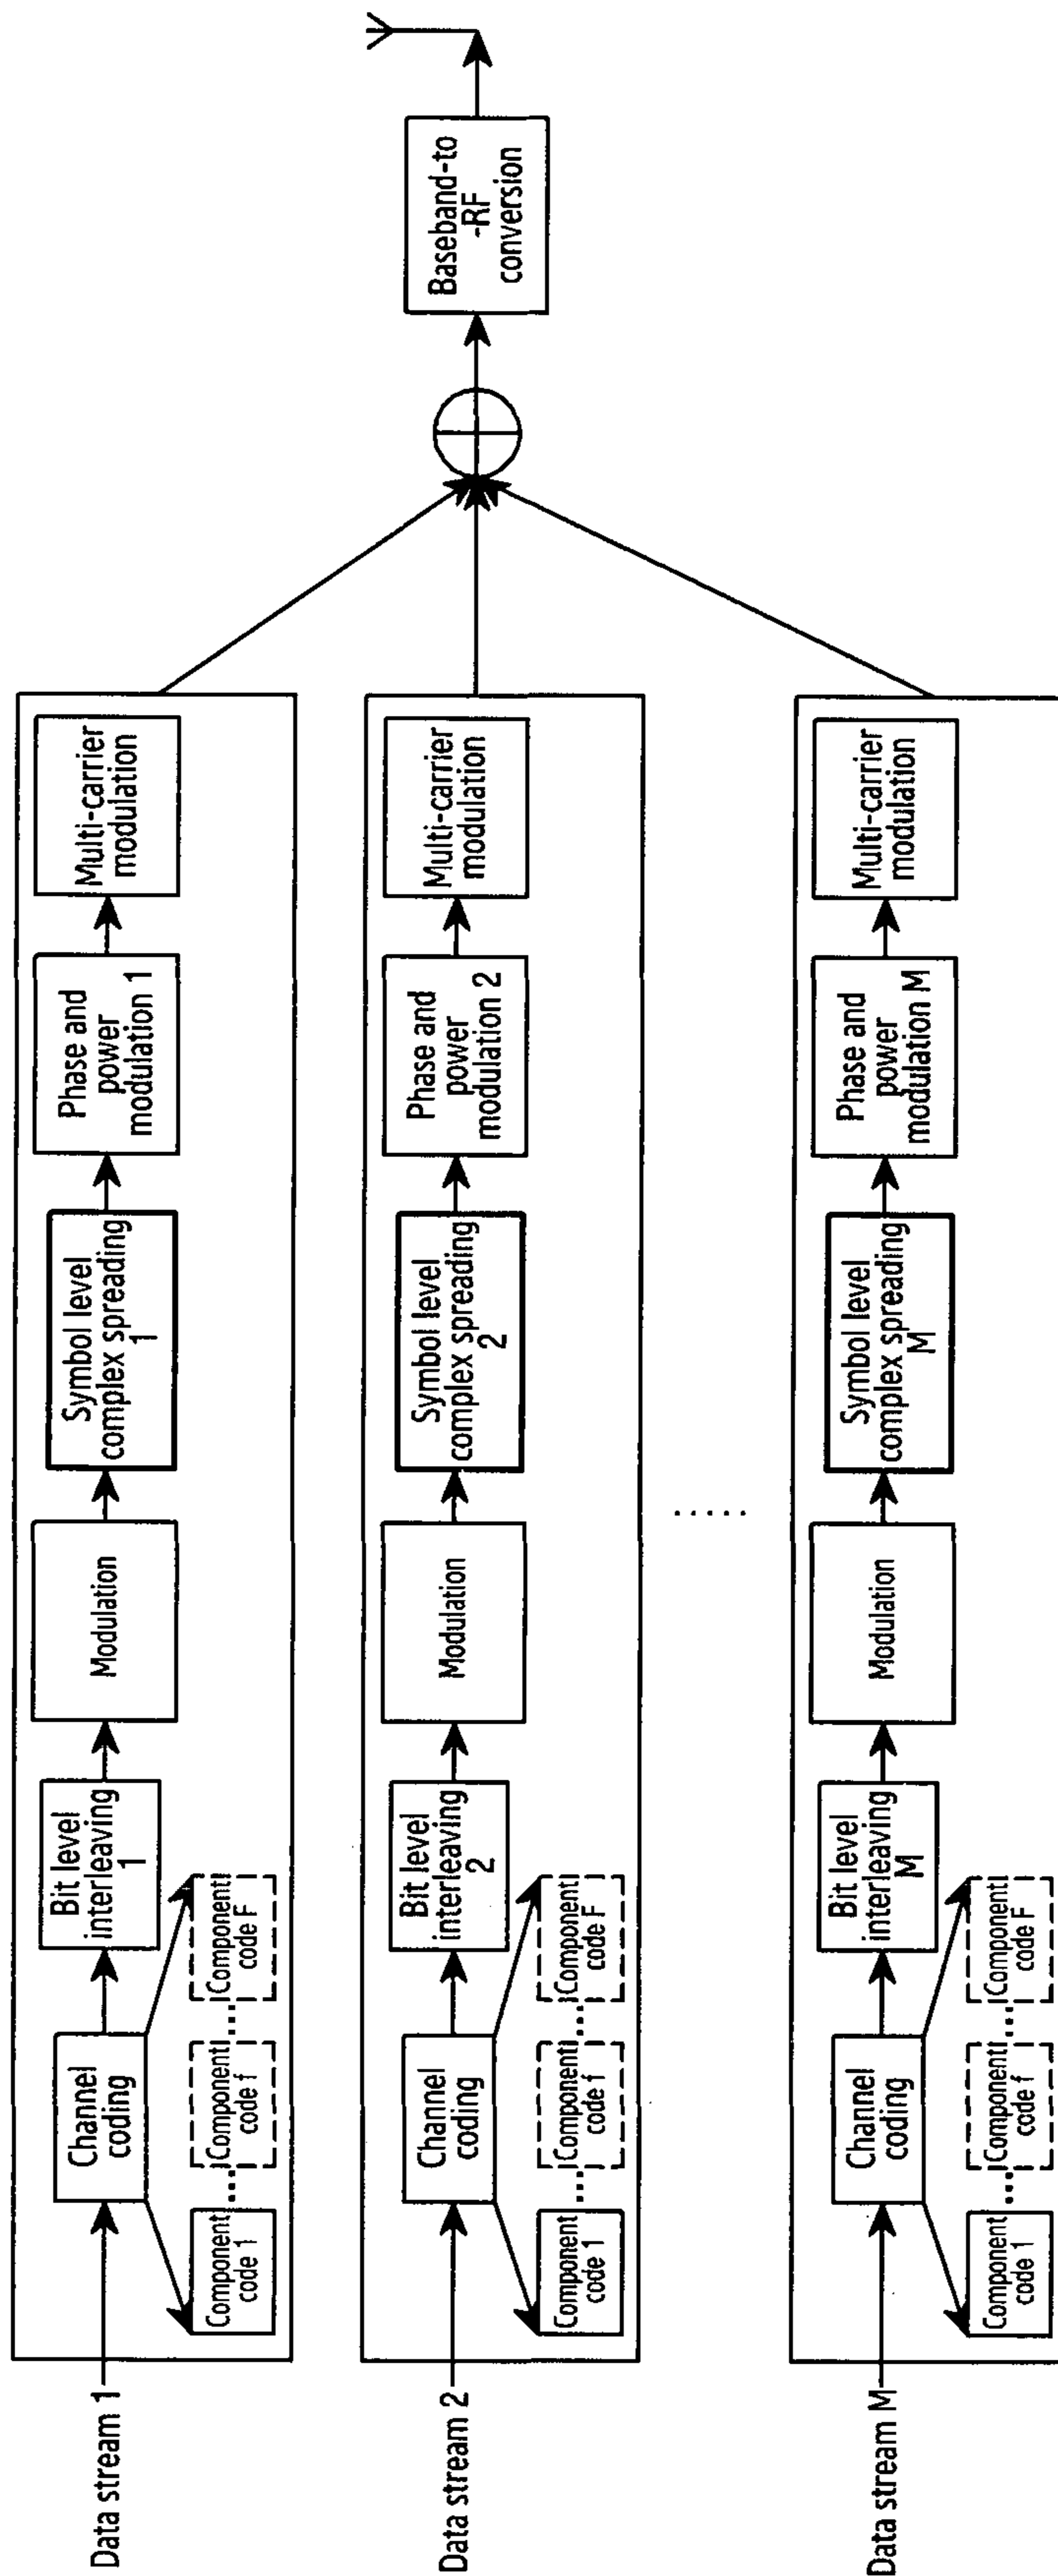 Data stream 1
Channel
coding
Component
code 1
...
Component
code f
...
Component
code F
Bit level
interleaving
1
Modulation
Symbol level
complex spreading
1
Phase and
power
modulation 1
Multi-carrier
modulation
Data stream 2
Channel
coding
Component
code 1
...
Component
code f
...
Component
code F
Bit level
interleaving
2
Modulation
Symbol level
complex spreading
2
Phase and
power
modulation 2
Multi-carrier
modulation
.....
Data stream M
Channel
coding
Component
code 1
...
Component
code f
...
Component
code F
Bit level
interleaving
M
Modulation
Symbol level
complex spreading
M
Phase and
power
modulation M
Multi-carrier
modulation
Baseband-to
-RF
conversion